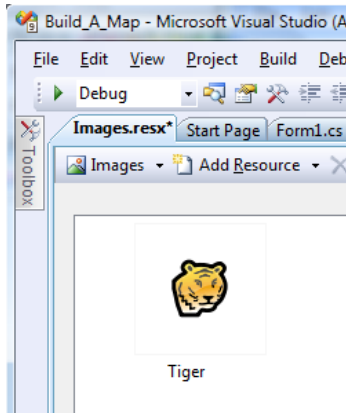 Build_A_Map - Microsoft Visual Studio (A
File Edit View Project Build Deb
Debug
Images.resx* Start Page Form1.cs
Toolbox
Images Add Resource
Tiger